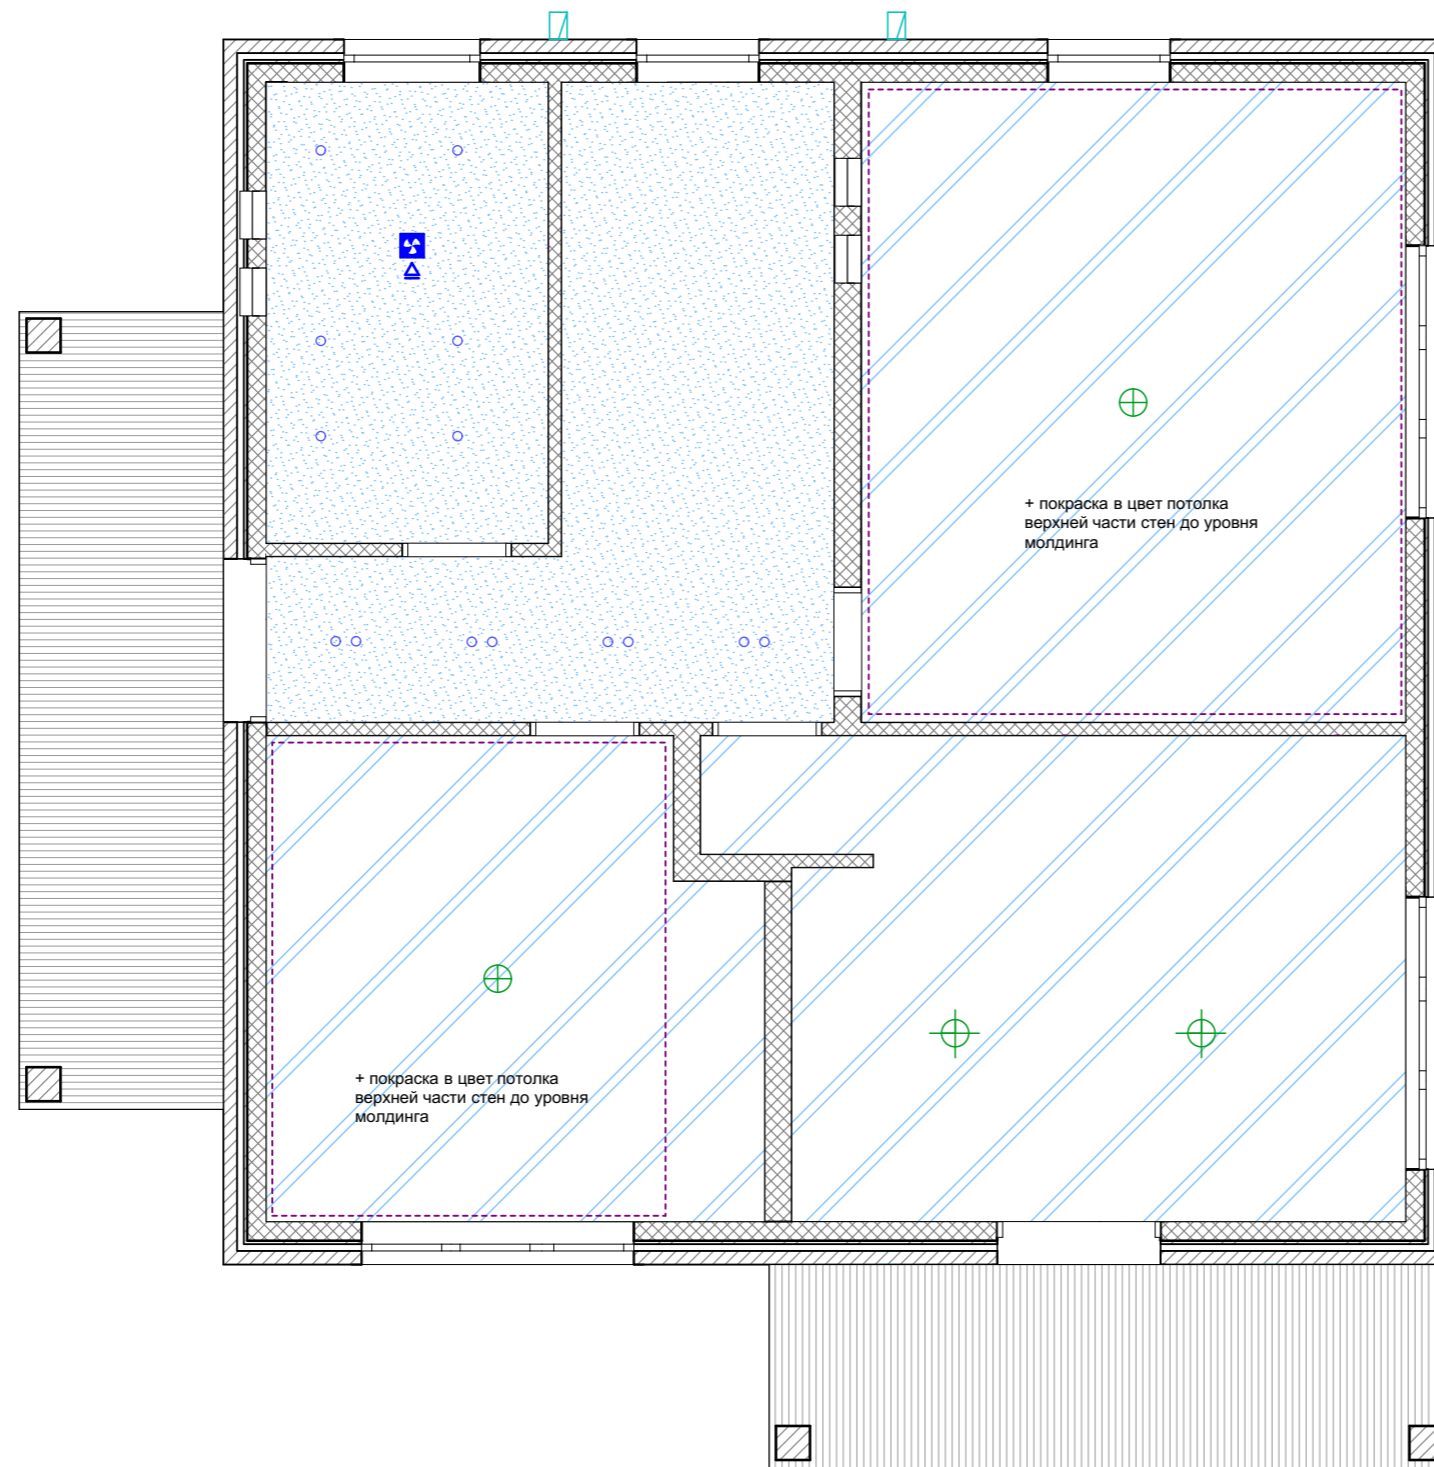 + покраска в цвет потолка
верхней части стен до уровня
молдинга
+ покраска в цвет потолка
верхней части стен до уровня
молдинга